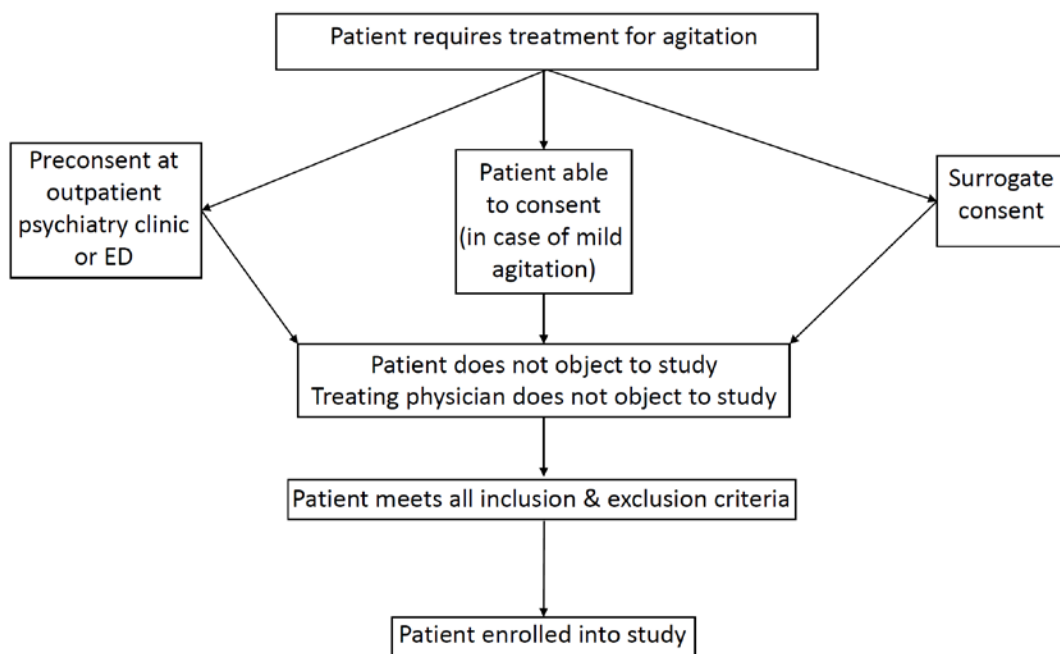 Patient requires treatment for agitation
Preconsent at
outpatient
psychiatry clinic
or ED
Patient able
to consent
(in case of mild
agitation)
Surrogate
consent
Patient does not object to study
Treating physician does not object to study
Patient meets all inclusion & exclusion criteria
Patient enrolled into study